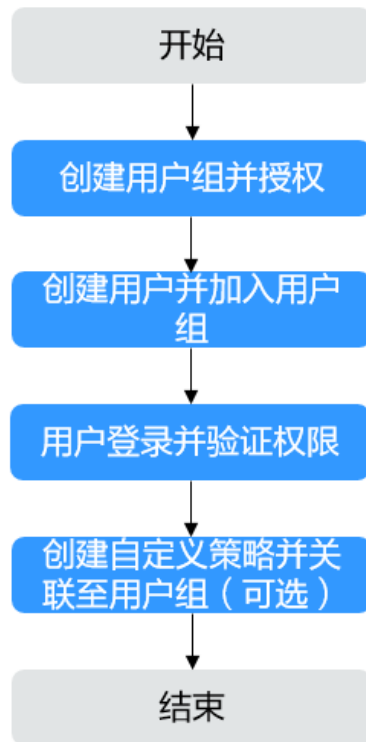 开始
创建用户组并授权
创建用户并加入用户
组
用户登录并验证权限
创建自定义策略并关
联至用户组（可选）
结束